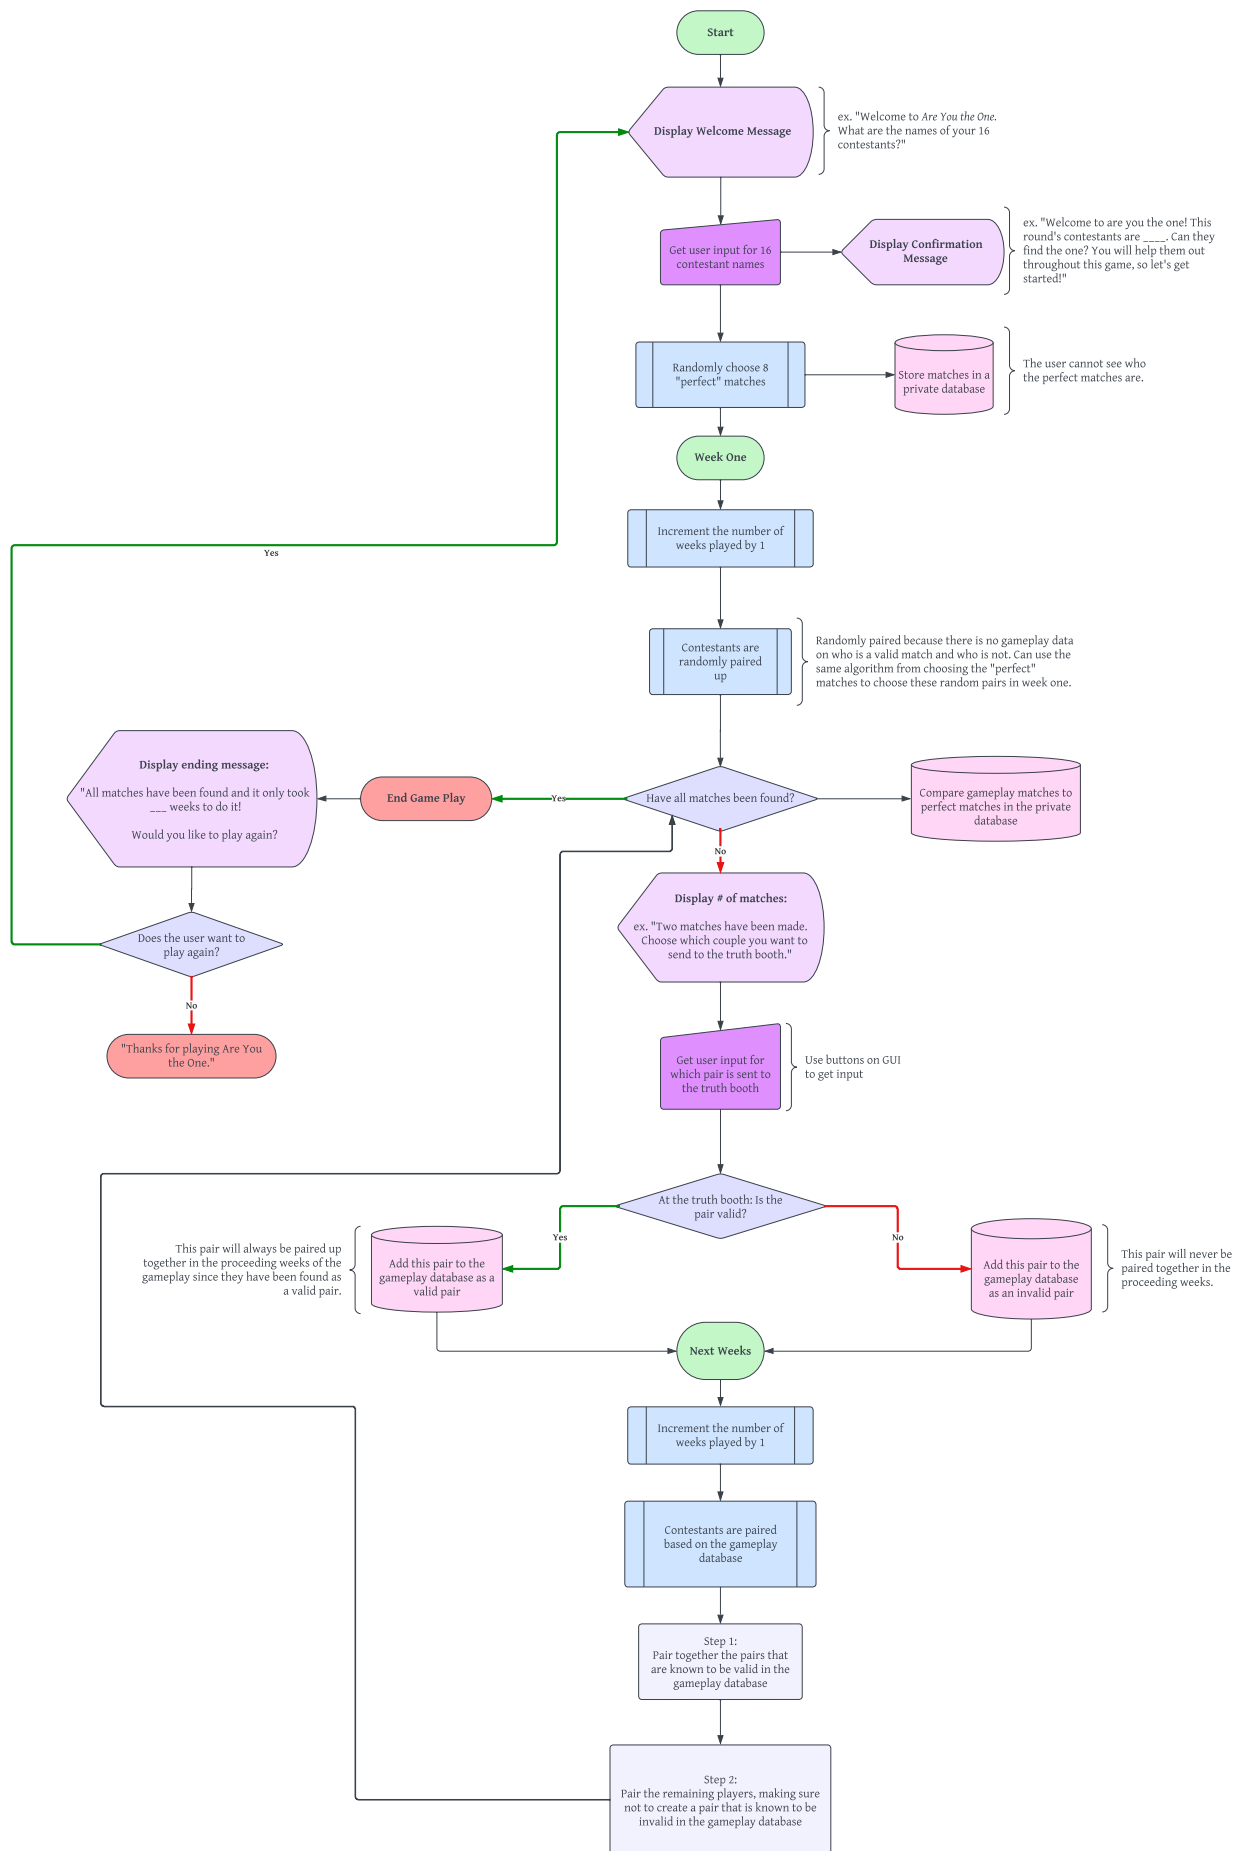 Start
Display Welcome Message
ex. "Welcome to Are You the One.
What are the names of your 16
contestants?"
Get user input for 16
contestant names
Display Confirmation
Message
ex. "Welcome to are you the one! This
round's contestants are ____. Can they
find the one? You will help them out
throughout this game, so let's get
started!"
Randomly choose 8
"perfect" matches
Store matches in a
private database
The user cannot see who
the perfect matches are.
Week One
Increment the number of
weeks played by 1
Yes
Contestants are
randomly paired
up
Randomly paired because there is no gameplay data
on who is a valid match and who is not. Can use the
same algorithm from choosing the "perfect"
matches to choose these random pairs in week one.
Display ending message:
"All matches have been found and it only took
___ weeks to do it!
Would you like to play again?
End Game Play
Yes
Have all matches been found?
Compare gameplay matches to
perfect matches in the private
database
No
Display # of matches:
ex. "Two matches have been made.
Choose which couple you want to
send to the truth booth."
Does the user want to
play again?
No
"Thanks for playing Are You
the One."
Get user input for
which pair is sent to
the truth booth
Use buttons on GUI
to get input
At the truth booth: Is the
pair valid?
Yes
No
This pair will always be paired up
together in the proceeding weeks of the
gameplay since they have been found as
a valid pair.
Add this pair to the
gameplay database as a
valid pair
Add this pair to the
gameplay database
as an invalid pair
This pair will never be
paired together in the
proceeding weeks.
Next Weeks
Increment the number of
weeks played by 1
Contestants are paired
based on the gameplay
database
Step 1:
Pair together the pairs that
are known to be valid in the
gameplay database
Step 2:
Pair the remaining players, making sure
not to create a pair that is known to be
invalid in the gameplay database